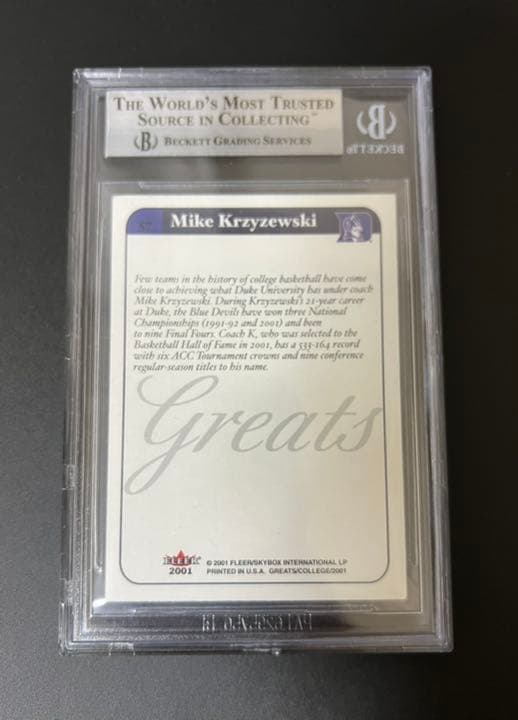 THE WORLD'S MOST TRUSTED
SOURCE IN COLLECTING™
B BECKETT GRADING SERVICES
B
BECKETT
57 Mike Krzyzewski
Few teams in the history of college basketball have come
close to achieving what Duke University has under coach
Mike Krzyzewski. During Krzyzewski's 21-year career
at Duke, the Blue Devils have won three National
Championships (1991-92 and 2001) and been
to nine Final Fours. Coach K, who was selected to the
Basketball Hall of Fame in 2001, has a 533-164 record
with six ACC Tournament crowns and nine conference
regular-season titles to his name.
Greats
FLEER
2001
© 2001 FLEER/SKYBOX INTERNATIONAL LP
PRINTED IN U.S.A. GREATS/COLLEGE/2001